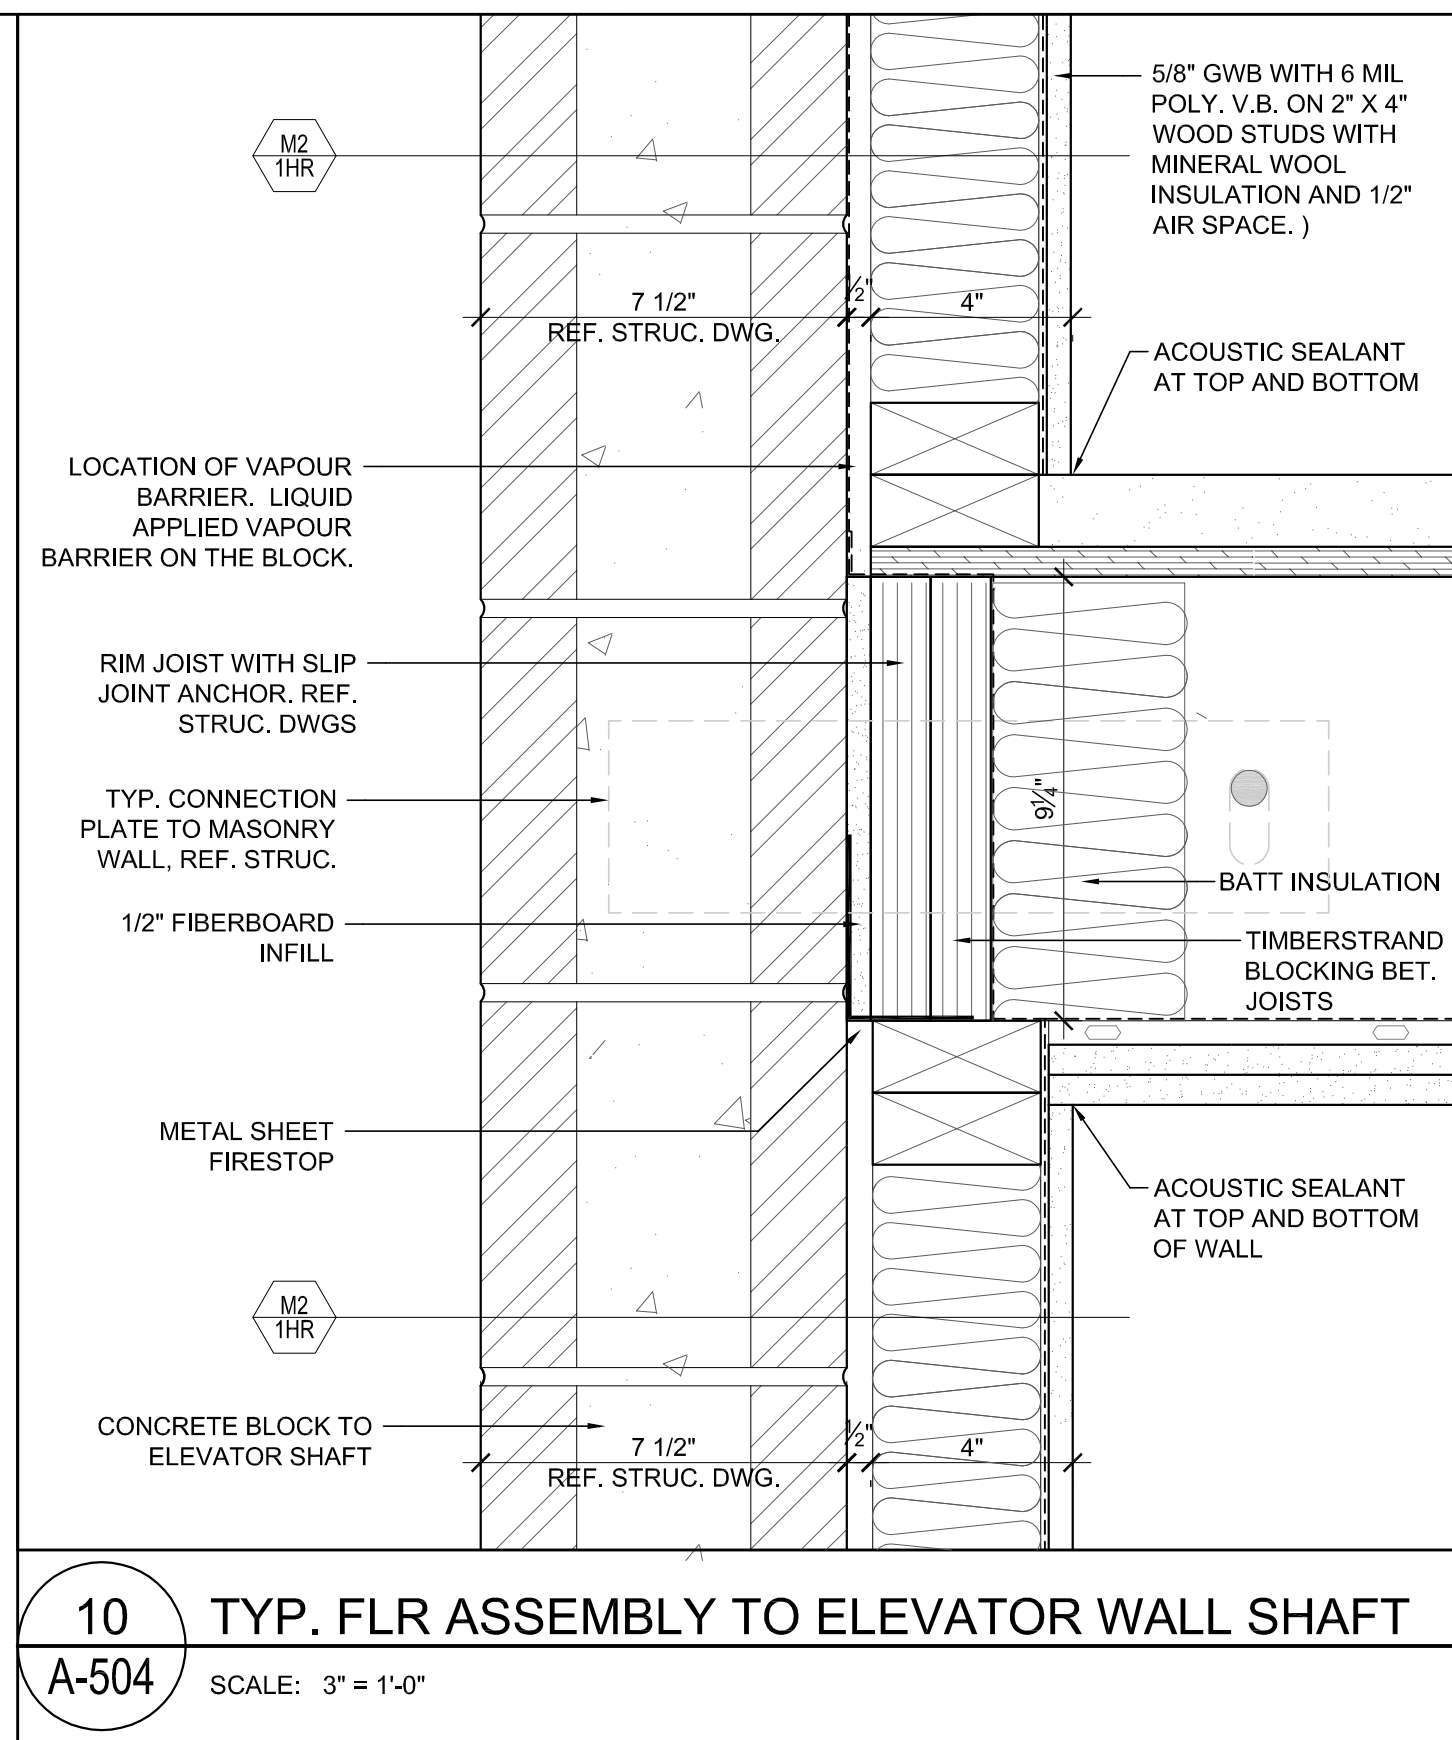 5/8" GWB WITH 6 MIL
POLY. V.B. ON 2" X 4"
WOOD STUDS WITH
MINERAL WOOL
INSULATION AND 1/2"
AIR SPACE. )
M2
1HR
7 1/2"
REF. STRUC. DWG.
1/2"
4"
ACOUSTIC SEALANT
AT TOP AND BOTTOM
LOCATION OF VAPOUR
BARRIER. LIQUID
APPLIED VAPOUR
BARRIER ON THE BLOCK.
RIM JOIST WITH SLIP
JOINT ANCHOR. REF.
STRUC. DWGS
TYP. CONNECTION
PLATE TO MASONRY
WALL, REF. STRUC.
9 1/4"
BATT INSULATION
1/2" FIBERBOARD
INFILL
TIMBERSTRAND
BLOCKING BET.
JOISTS
METAL SHEET
FIRESTOP
ACOUSTIC SEALANT
AT TOP AND BOTTOM
OF WALL
M2
1HR
CONCRETE BLOCK TO
ELEVATOR SHAFT
7 1/2"
REF. STRUC. DWG.
1/2"
4"
10
A-504
TYP. FLR ASSEMBLY TO ELEVATOR WALL SHAFT
SCALE: 3" = 1'-0"